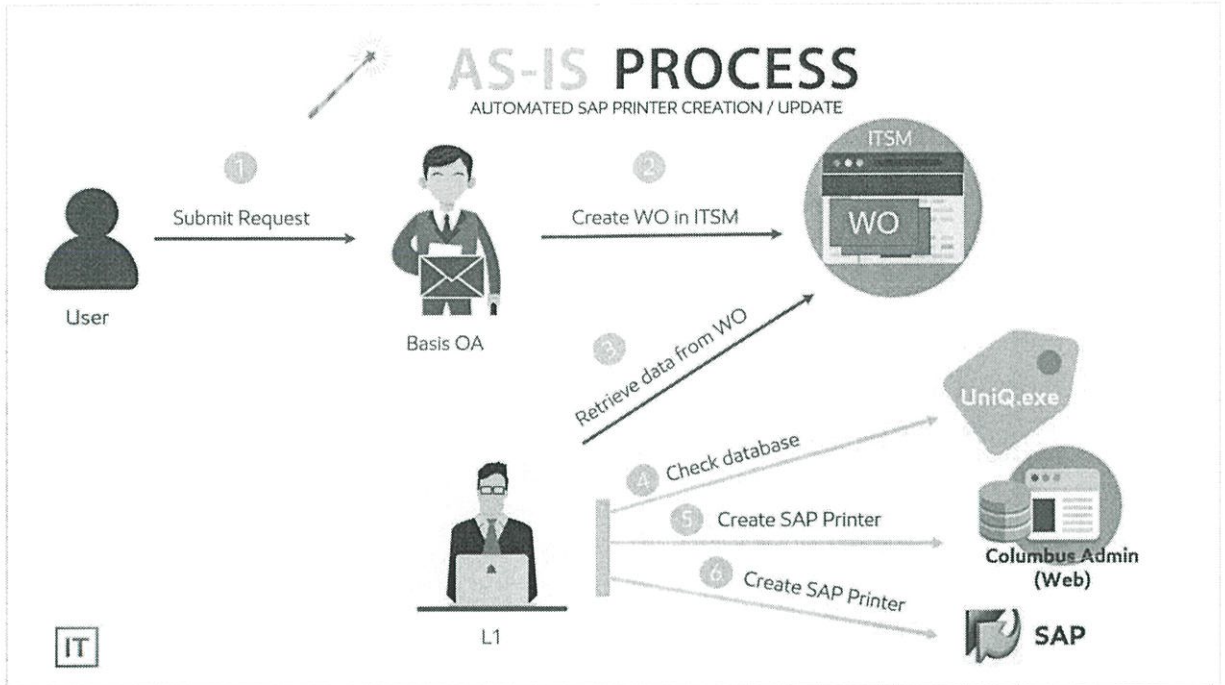 AS-IS PROCESS
AUTOMATED SAP PRINTER CREATION / UPDATE
1
Submit Request
2
Create WO in ITSM
ITSM
WO
User
Basis OA
3
Retrieve data from WO
UniQ.exe
4
Check database
5
Create SAP Printer
Columbus Admin
(Web)
6
Create SAP Printer
L1
SAP
IT